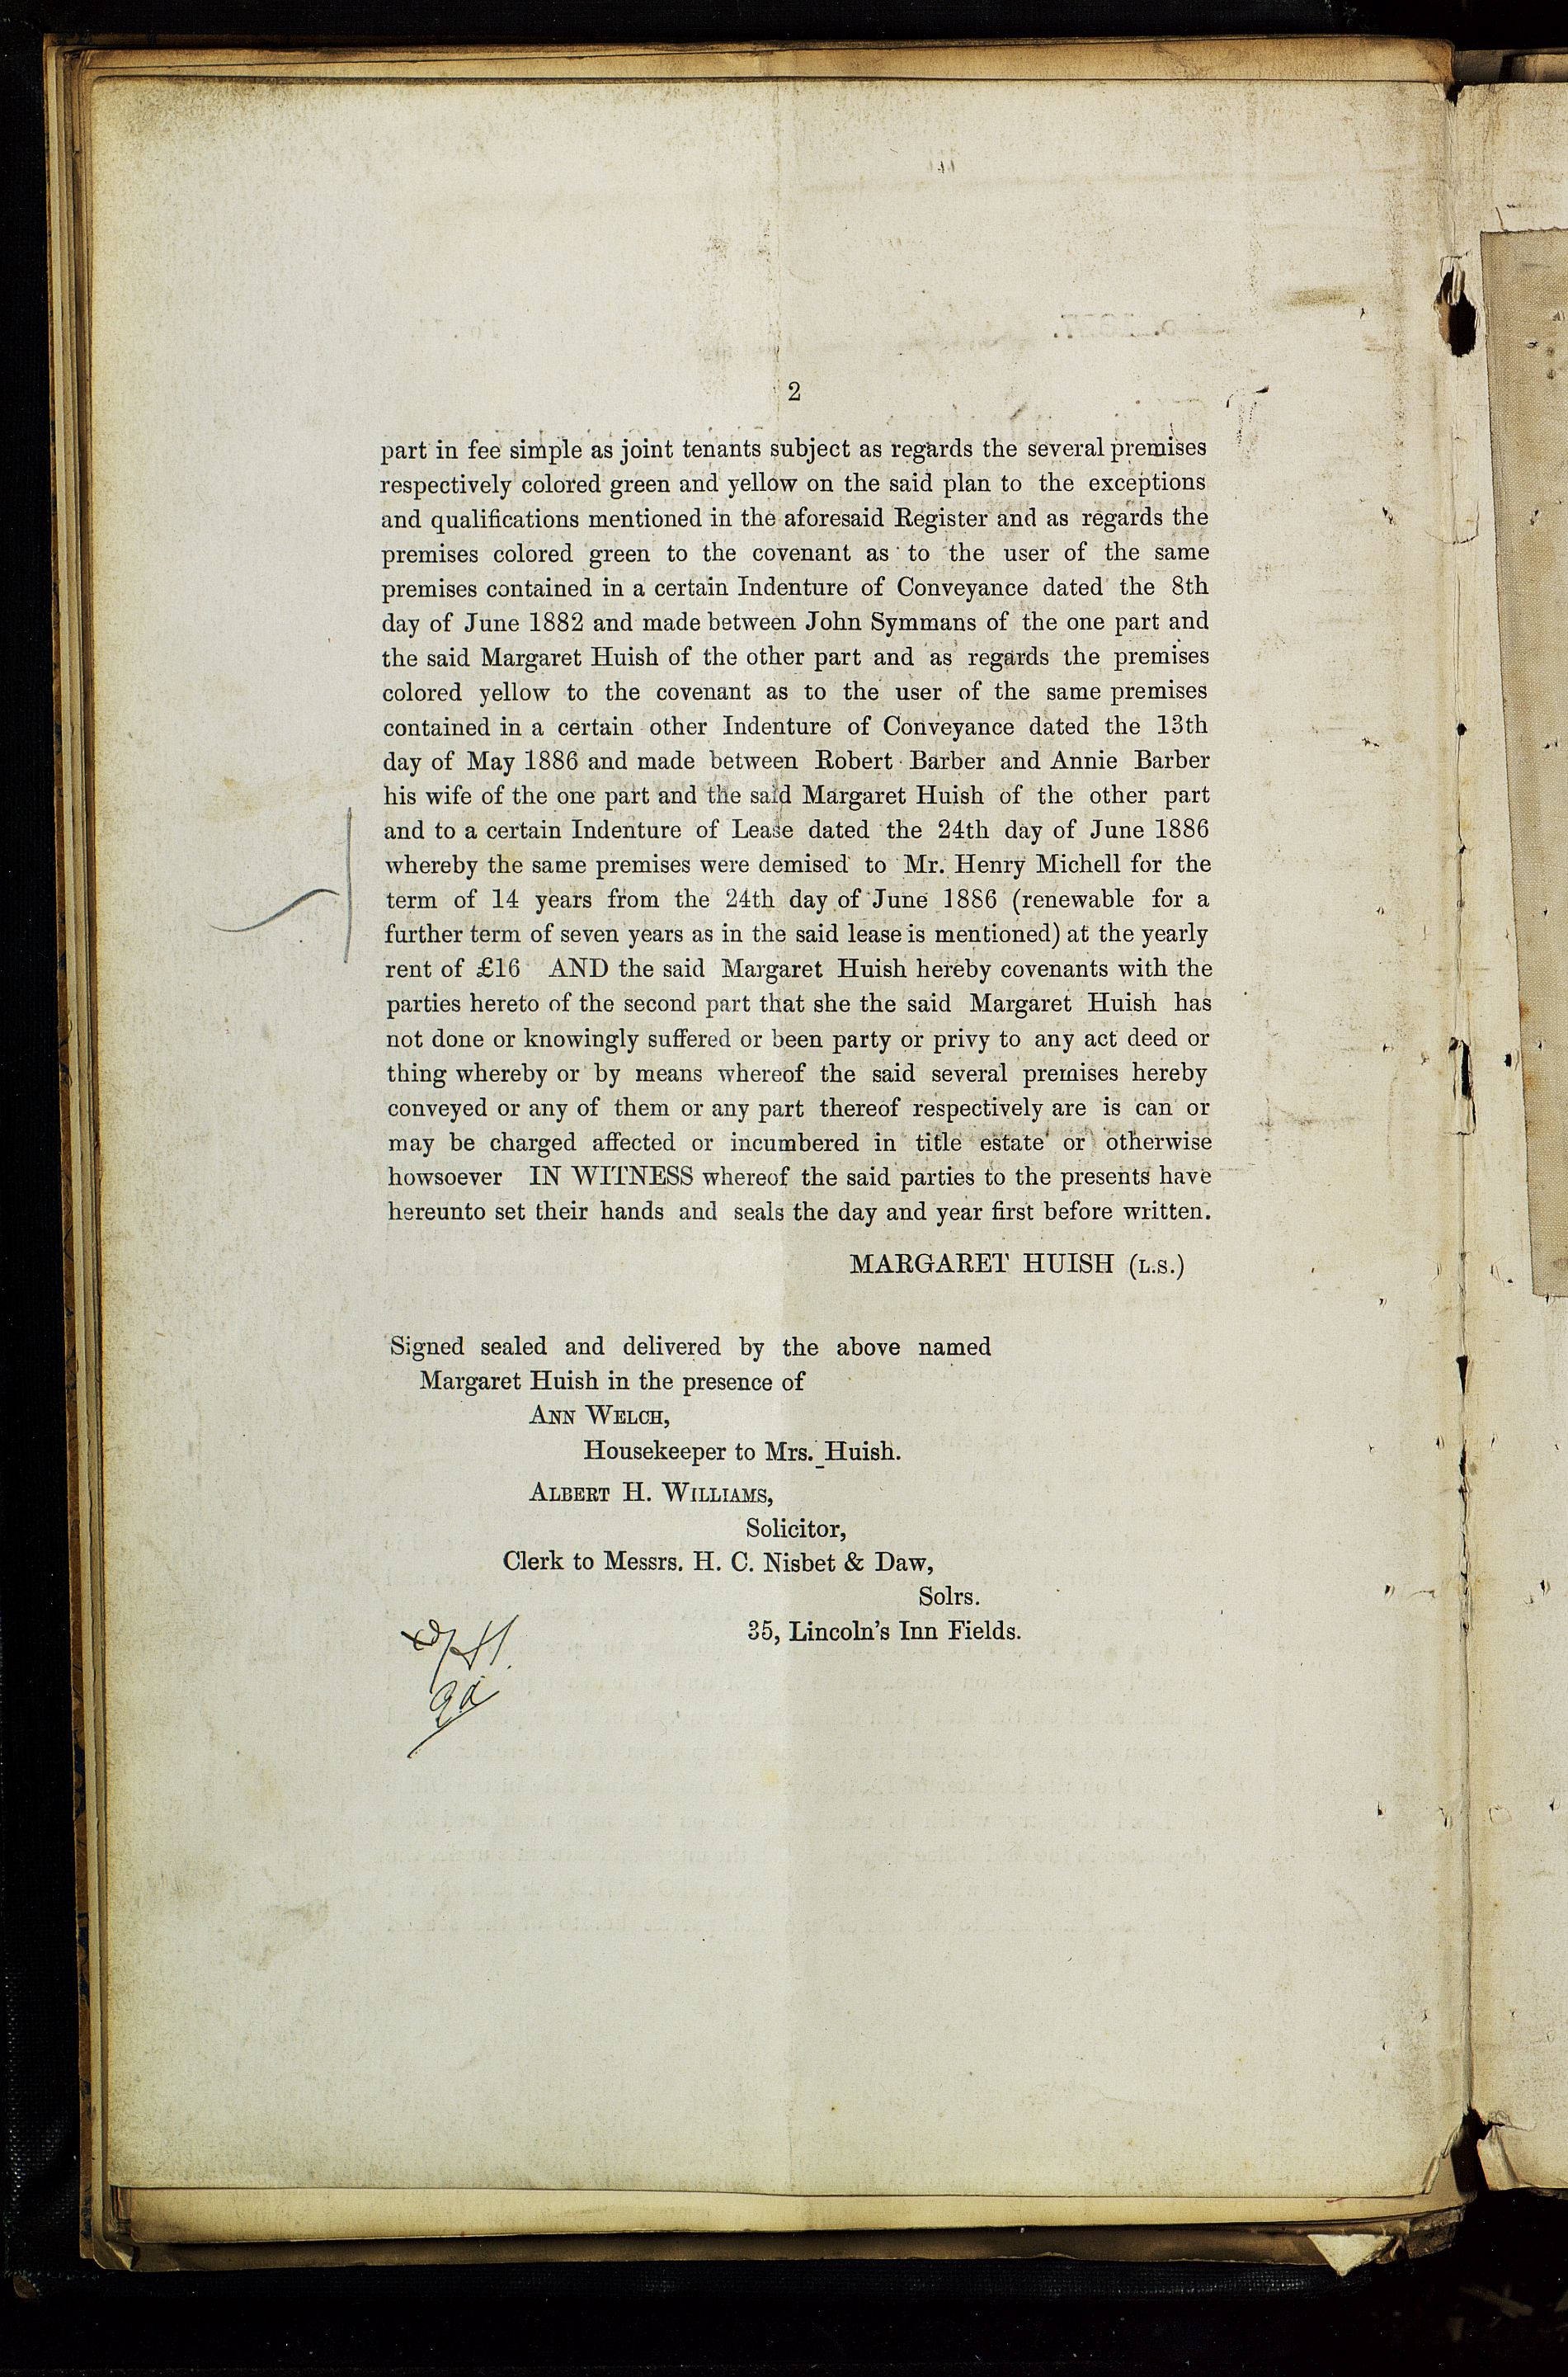 2
part in fee simple as joint tenants subject as regards the several premises
respectively colored green and yellow on the said plan to the exceptions
and qualifications mentioned in the aforesaid Register and as regards the
premises colored green to the covenant as to the user of the same
premises contained in a certain Indenture of Conveyance dated the 8th
day of June 1882 and made between John Symmans of the one part and
the said Margaret Huish of the other part and as regards the premises
colored yellow to the covenant as to the user of the same premises
contained in a certain other Indenture of Conveyance dated the 13th
day of May 1886 and made between Robert Barber and Annie Barber
his wife of the one part and the said Margaret Huish of the other part
and to a certain Indenture of Lease dated the 24th day of June 1886
whereby the same premises were demised to Mr. Henry Michell for the
term of 14 years from the 24th day of June 1886 (renewable for a
further term of seven years as in the said lease is mentioned) at the yearly
rent of £16 AND the said Margaret Huish hereby covenants with the
parties hereto of the second part that she the said Margaret Huish has
not done or knowingly suffered or been party or privy to any act deed or
thing whereby or by means whereof the said several premises hereby
conveyed or any of them or any part thereof respectively are is can or
may be charged affected or incumbered in title estate or otherwise
howsoever IN WITNESS whereof the said parties to the presents have
hereunto set their hands and seals the day and year first before written.
MARGARET HUISH (L.S.)
Signed sealed and delivered by the above named
Margaret Huish in the presence of
ANN WELCH,
Housekeeper to Mrs. Huish.
ALBERT H. WILLIAMS,
Solicitor,
Clerk to Messrs. H. C. Nisbet & Daw,
Solrs.
35, Lincoln's Inn Fields.